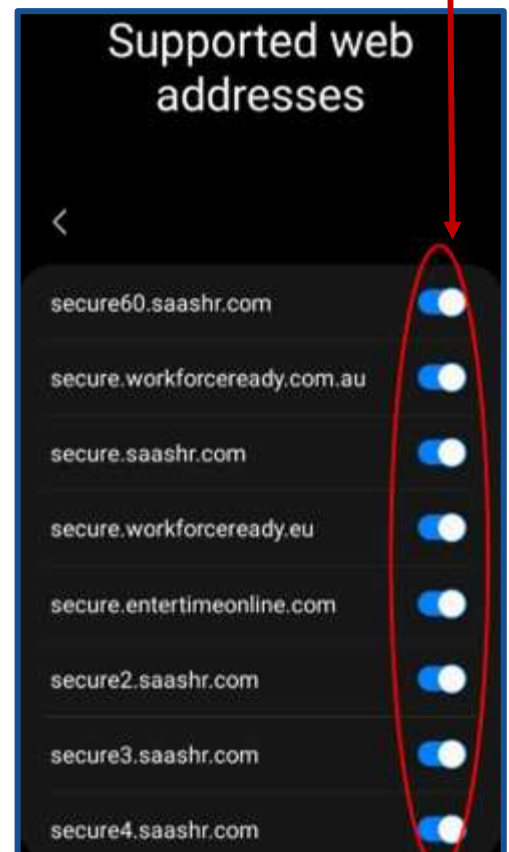 Supported web
addresses
secure60.saashr.com
secure.workforceready.com.au
secure.saashr.com
secure.workforceready.eu
secure.entertimeonline.com
secure2.saashr.com
secure3.saashr.com
secure4.saashr.com